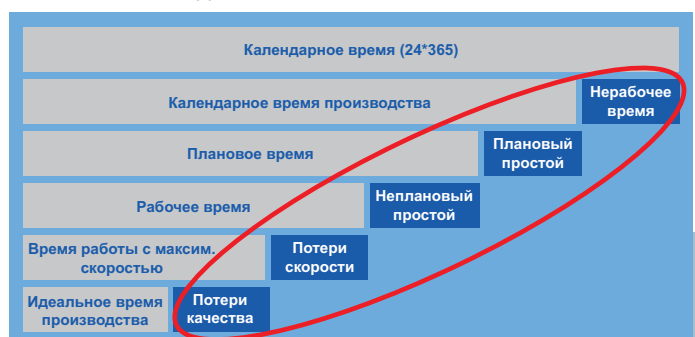 Календарное время (24*365)
Календарное время производства
Нерабочее
время
Плановое время
Плановый
простой
Рабочее время
Неплановый
простой
Время работы с максим.
скоростью
Потери
скорости
Идеальное время
производства
Потери
качества